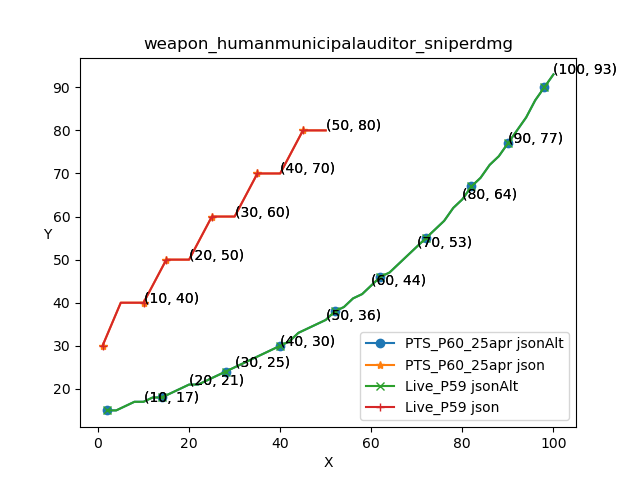 weapon_humanmunicipalauditor_sniperdmg
(100, 93)
90
(50, 80)
80
(90, 77)
(40, 70)
70
(80, 64)
(30, 60)
60
Y
(70, 53)
(20, 50)
50
(60, 44)
(10, 40)
40
(50, 36)
(40, 30)
30
(30, 25)
(20, 21)
20
(10, 17)
PTS_P60_25apr jsonAlt
PTS_P60_25apr json
Live_P59 jsonAlt
Live_P59 json
0 20 40 60 80 100
X